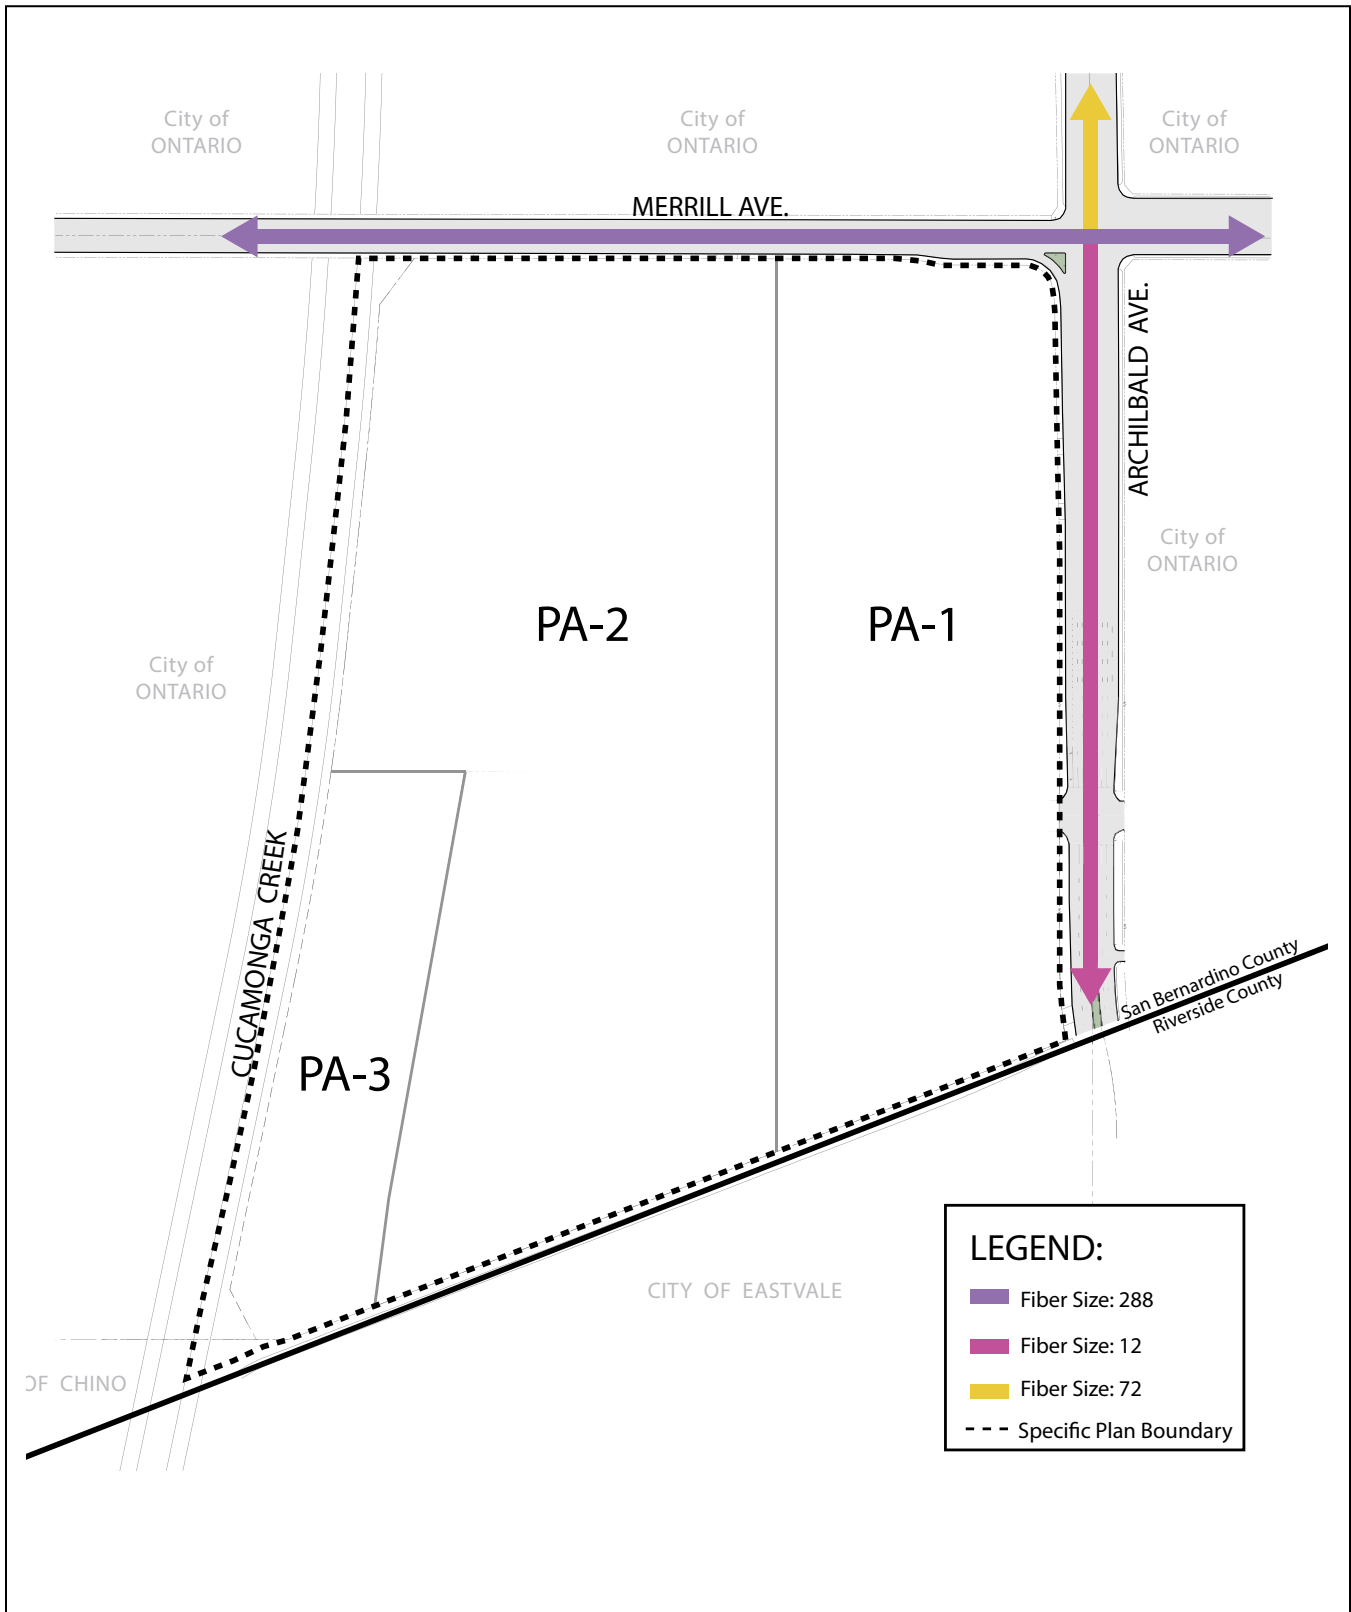 City of
ONTARIO
City of
ONTARIO
City of
ONTARIO
MERRILL AVE.
ARCHILBALD AVE.
City of
ONTARIO
PA-2
PA-1
City of
ONTARIO
CUCAMONGA CREEK
San Bernardino County
Riverside County
PA-3
CITY OF EASTVALE
OF CHINO
LEGEND:
Fiber Size: 288
Fiber Size: 12
Fiber Size: 72
Specific Plan Boundary